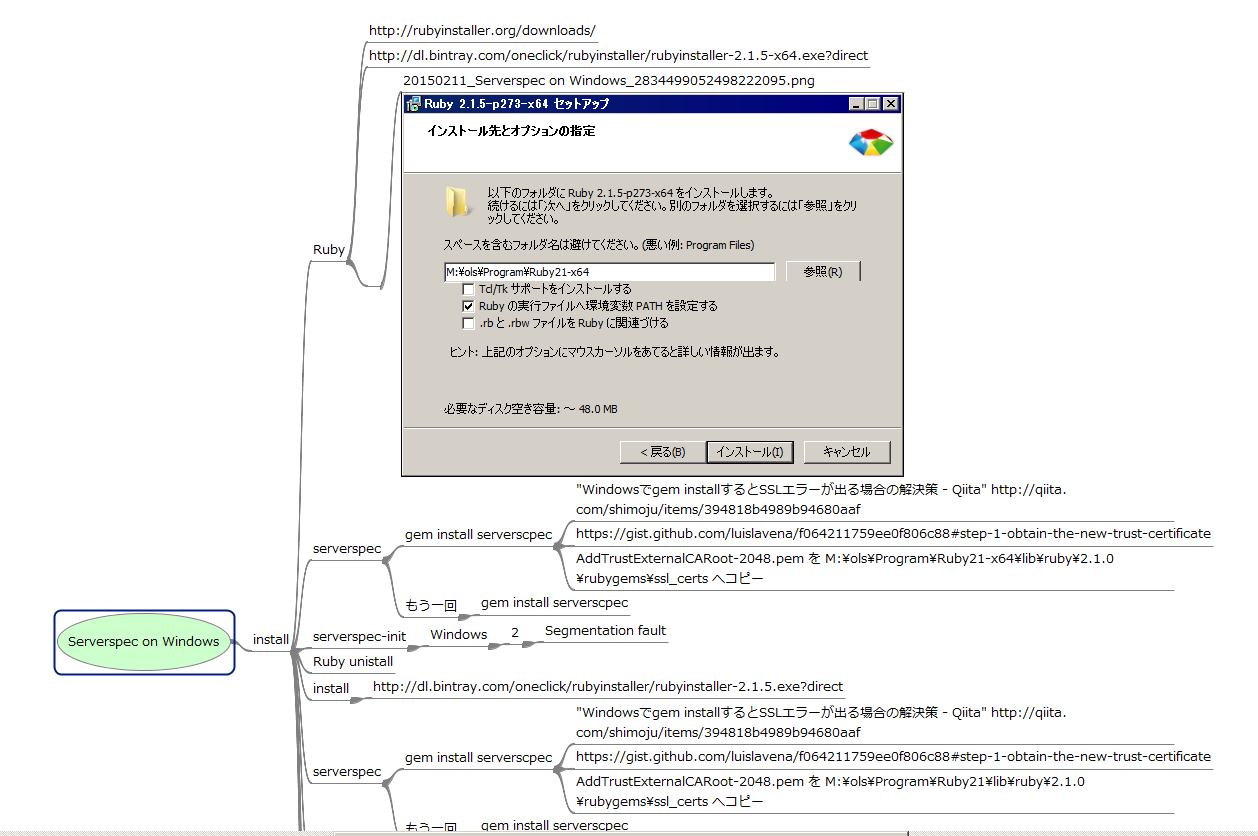 http://rubyinstaller.org/downloads/
http://dl.bintray.com/oneclick/rubyinstaller/rubyinstaller-2.1.5-x64.exe?direct
20150211_Serverspec on Windows_2834499052498222095.png
Ruby 2.1.5-p273-x64 セットアップ
インストール先とオプションの指定
以下のフォルダに Ruby 2.1.5-p273-x64 をインストールします。
続けるには「次へ」をクリックしてください。別のフォルダを選択するには「参照」をクリ
ックしてください。
スペースを含むフォルダ名は避けてください。(悪い例: Program Files)
M:¥ols¥Program¥Ruby21-x64
参照(R)
Tcl/Tk サポートをインストールする
Ruby の実行ファイルへ環境変数 PATH を設定する
.rb と .rbw ファイルを Ruby に関連づける
ヒント: 上記のオプションにマウスカーソルをあてると詳しい情報が出ます。
必要なディスク空き容量: ～ 48.0 MB
< 戻る(B)
インストール(I)
キャンセル
Ruby
"Windowsでgem installするとSSLエラーが出る場合の解決策 - Qiita" http://qiita.
com/shimoju/items/394818b4989b94680aaf
gem install serverscpec
https://gist.github.com/luislavena/f064211759ee0f806c88#step-1-obtain-the-new-trust-certificate
serverspec
AddTrustExternalCARoot-2048.pem を M:¥ols¥Program¥Ruby21-x64¥lib¥ruby¥2.1.0
¥rubygems¥ssl_certs へコピー
もう一回
gem install serverscpec
Serverspec on Windows
install
serverspec-init
Windows
2
Segmentation fault
Ruby unistall
install
http://dl.bintray.com/oneclick/rubyinstaller/rubyinstaller-2.1.5.exe?direct
"Windowsでgem installするとSSLエラーが出る場合の解決策 - Qiita" http://qiita.
com/shimoju/items/394818b4989b94680aaf
gem install serverscpec
https://gist.github.com/luislavena/f064211759ee0f806c88#step-1-obtain-the-new-trust-certificate
serverspec
AddTrustExternalCARoot-2048.pem を M:¥ols¥Program¥Ruby21¥lib¥ruby¥2.1.0
¥rubygems¥ssl_certs へコピー
もう一回
gem install serverscpec